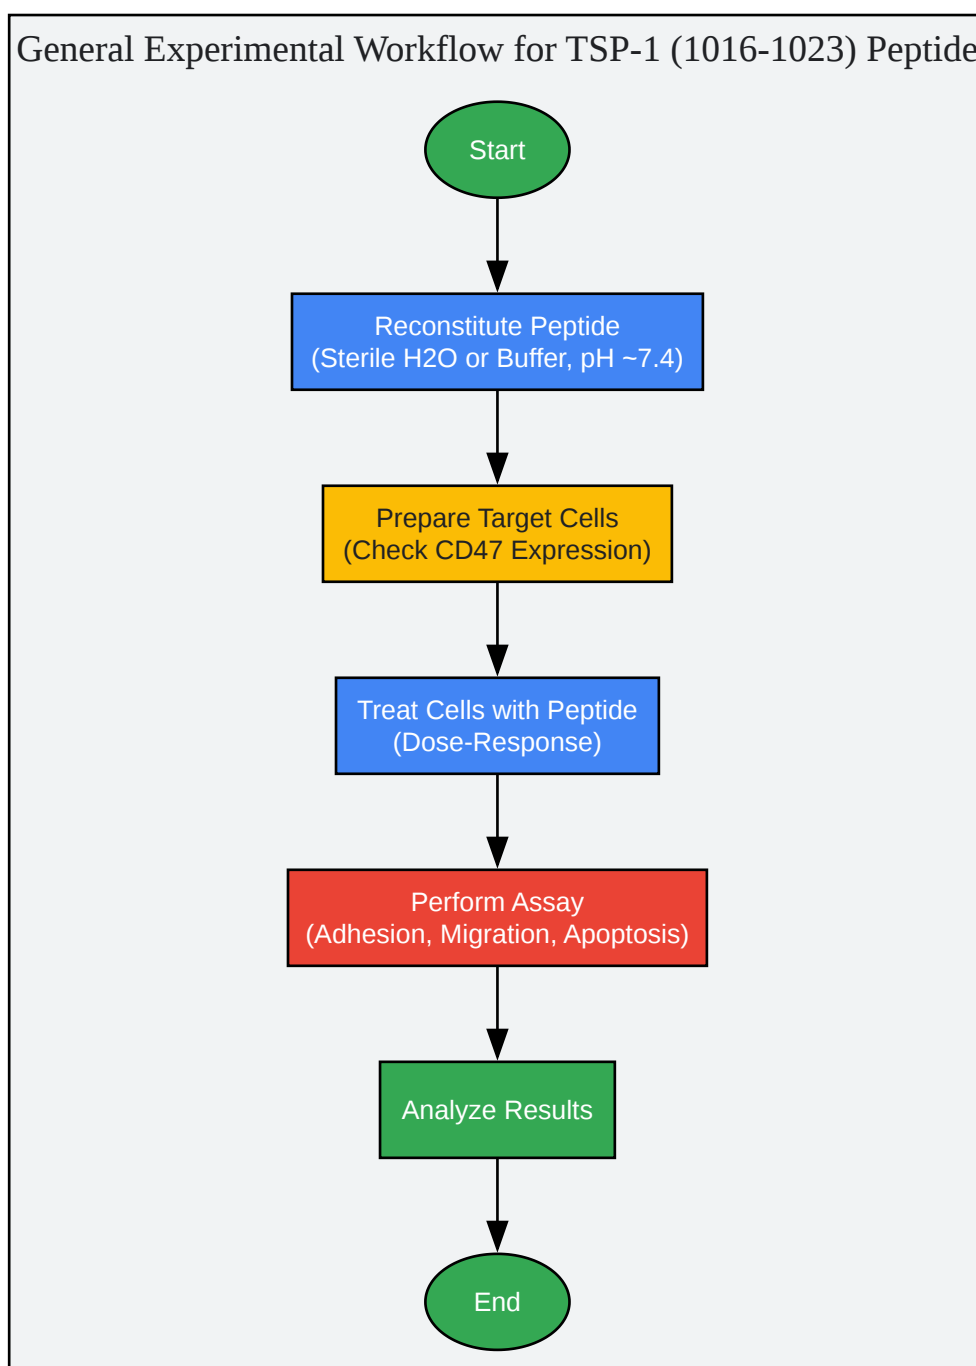 General Experimental Workflow for TSP-1 (1016-1023) Peptide
Start
Reconstitute Peptide
(Sterile H2O or Buffer, pH ~7.4)
Prepare Target Cells
(Check CD47 Expression)
Treat Cells with Peptide
(Dose-Response)
Perform Assay
(Adhesion, Migration, Apoptosis)
Analyze Results
End